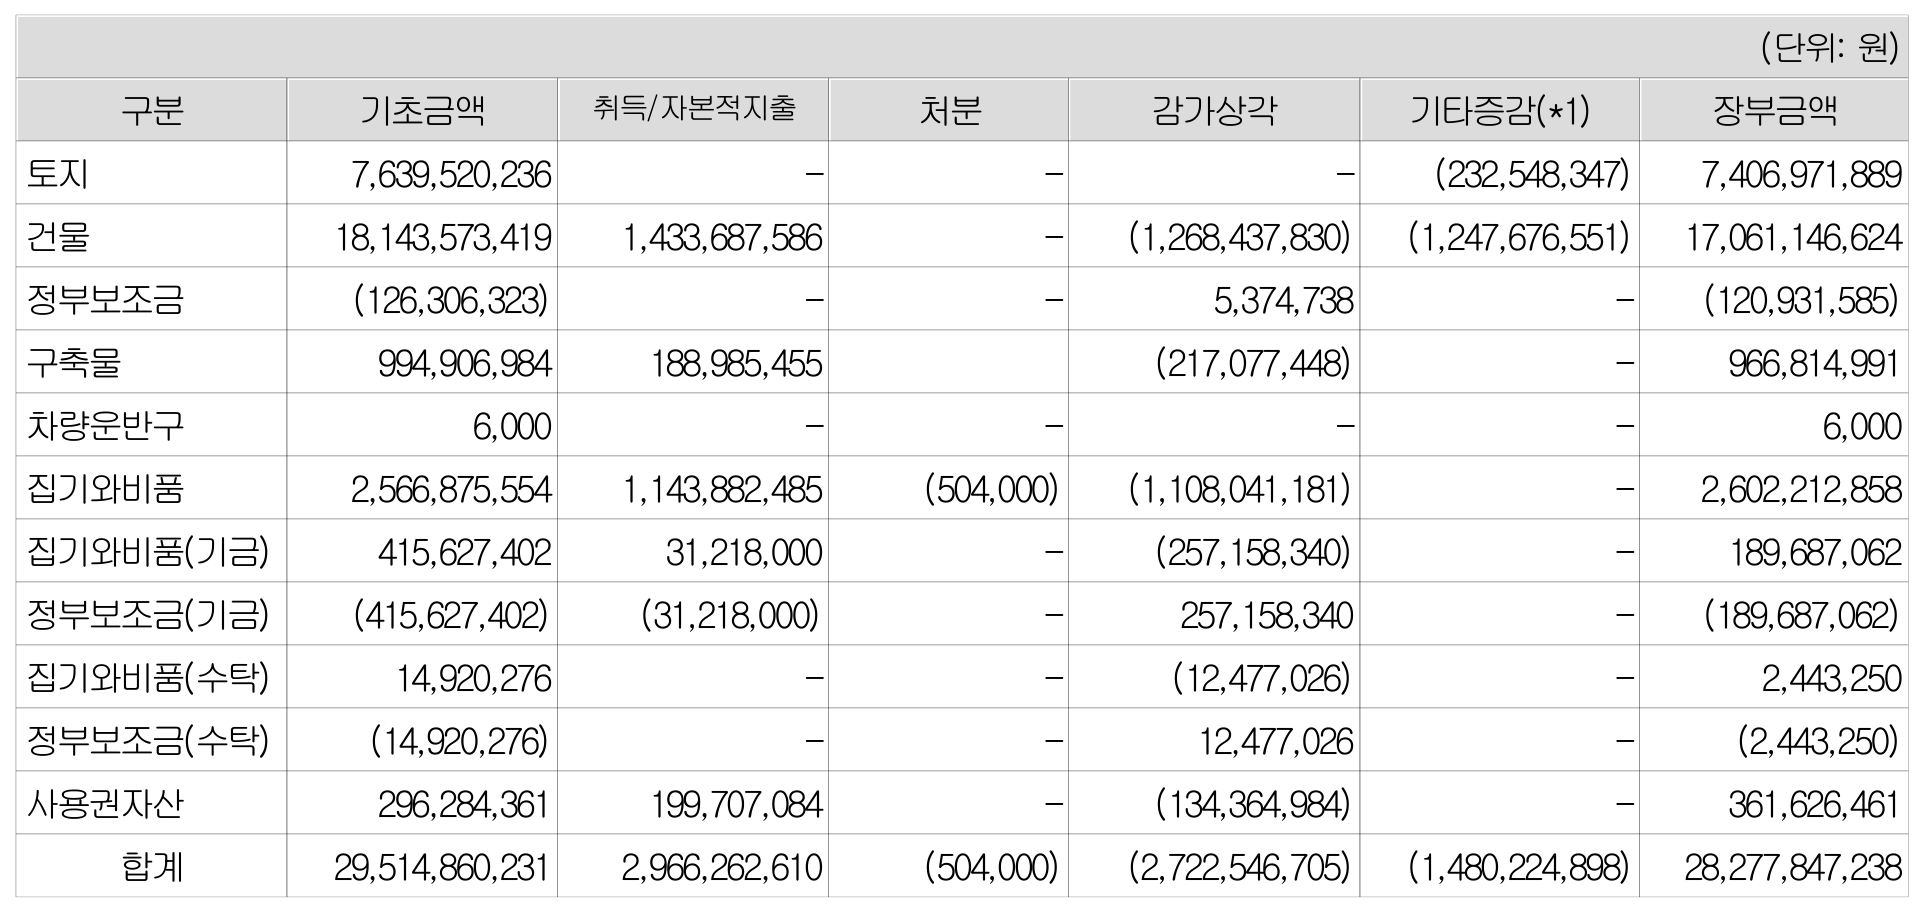 (단위: 원)
구분 기초금액 취득/자본적지출 처분 감가상각 기타증감(*1) 장부금액
토지 7,639,520,236 – – – (232,548,347) 7,406,971,889
건물 18,143,573,419 1,433,687,586 – (1,268,437,830) (1,247,676,551) 17,061,146,624
정부보조금 (126,306,323) – – 5,374,738 – (120,931,585)
구축물 994,906,984 188,985,455 (217,077,448) – 966,814,991
차량운반구 6,000 – – – – 6,000
집기와비품 2,566,875,554 1,143,882,485 (504,000) (1,108,041,181) – 2,602,212,858
집기와비품(기금) 415,627,402 31,218,000 – (257,158,340) – 189,687,062
정부보조금(기금) (415,627,402) (31,218,000) – 257,158,340 – (189,687,062)
집기와비품(수탁) 14,920,276 – – (12,477,026) – 2,443,250
정부보조금(수탁) (14,920,276) – – 12,477,026 – (2,443,250)
사용권자산 296,284,361 199,707,084 – (134,364,984) – 361,626,461
합계 29,514,860,231 2,966,262,610 (504,000) (2,722,546,705) (1,480,224,898) 28,277,847,238